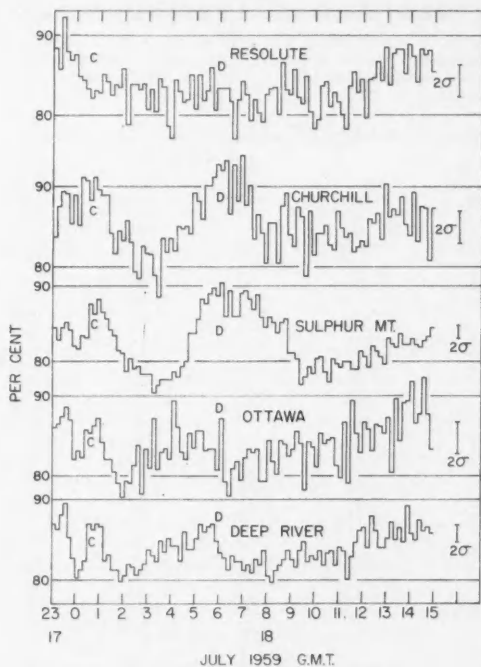 90
C
RESOLUTE
D
2σ
80
90
C
D
CHURCHILL
2σ
80
90
C
D
SULPHUR MT.
2σ
80
90
C
D
OTTAWA
2σ
80
90
C
D
DEEP RIVER
2σ
80
PER CENT
23 0 1 2 3 4 5 6 7 8 9 10 11 12 13 14 15
17 18
JULY 1959 G.M.T.